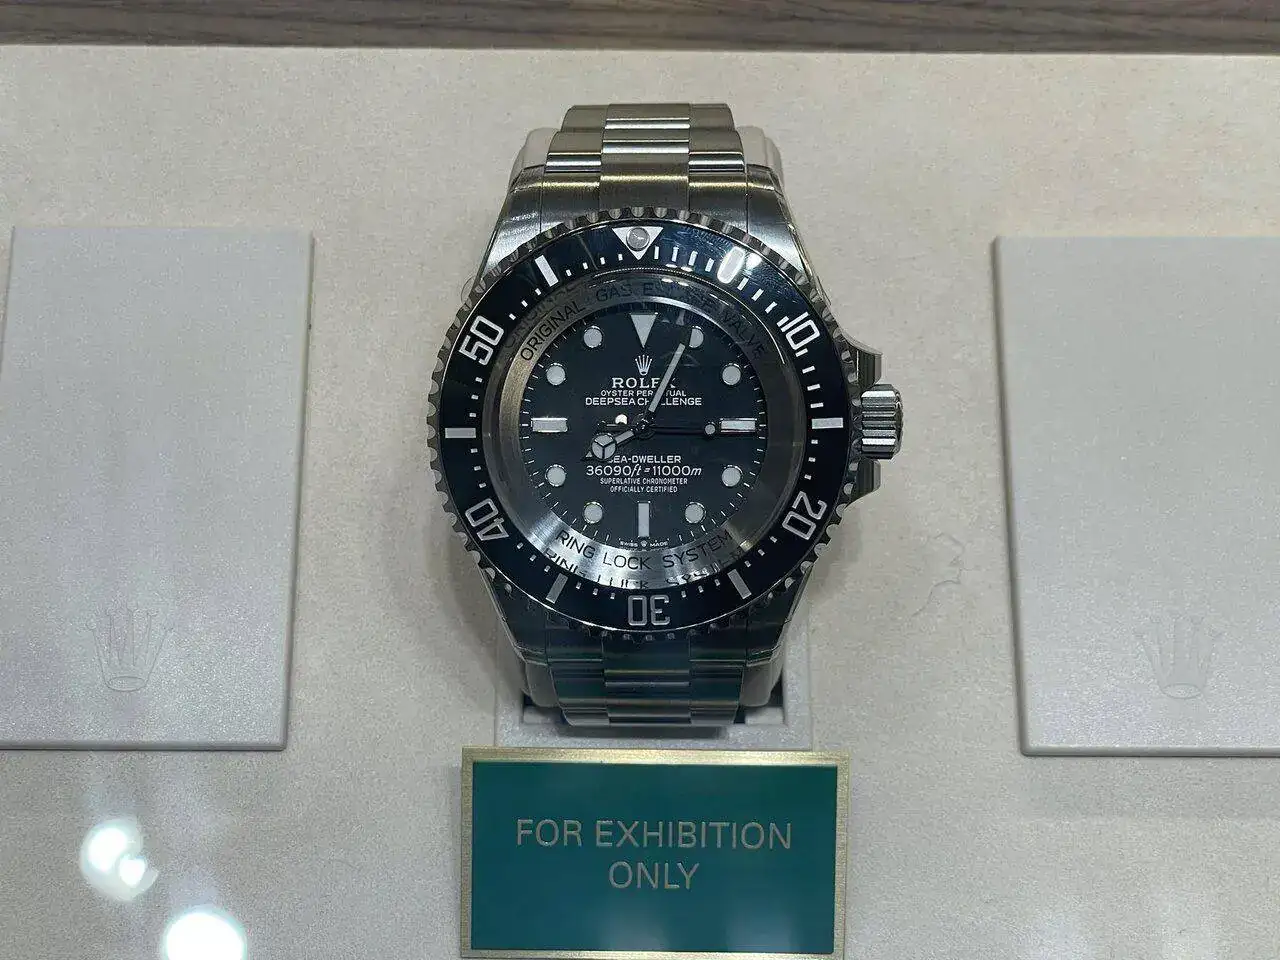 ORIGINAL GAS ESCAPE VALVE
50
10
ROLEX
OYSTER PERPETUAL
DEEPSEA CHALLENGE
SEA-DWELLER
36090ft=11000m
SUPERLATIVE CHRONOMETER
OFFICIALLY CERTIFIED
40
20
SWISS MADE
RING LOCK SYSTEM
30
FOR EXHIBITION
ONLY